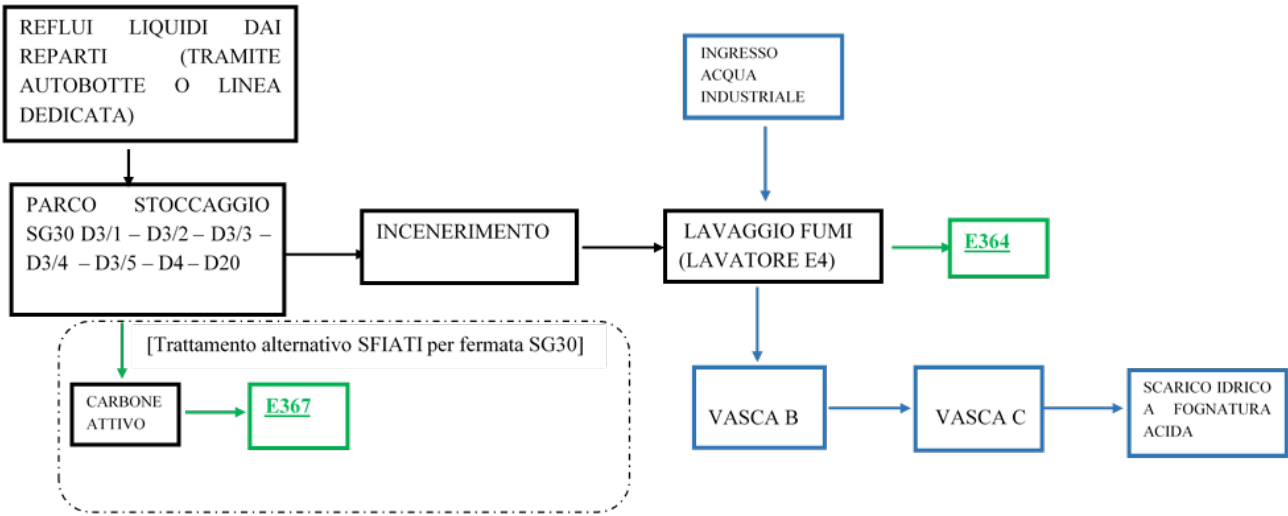 REFLUI LIQUIDI DAI
REPARTI (TRAMITE
AUTOBOTTE O LINEA
DEDICATA)
INGRESSO
ACQUA
INDUSTRIALE
PARCO STOCCAGGIO
SG30 D3/1 – D3/2 – D3/3 –
D3/4 – D3/5 – D4 – D20
INCENERIMENTO
LAVAGGIO FUMI
(LAVATORE E4)
E364
[Trattamento alternativo SFIATI per fermata SG30]
CARBONE
ATTIVO
E367
VASCA B
VASCA C
SCARICO IDRICO
A FOGNATURA
ACIDA